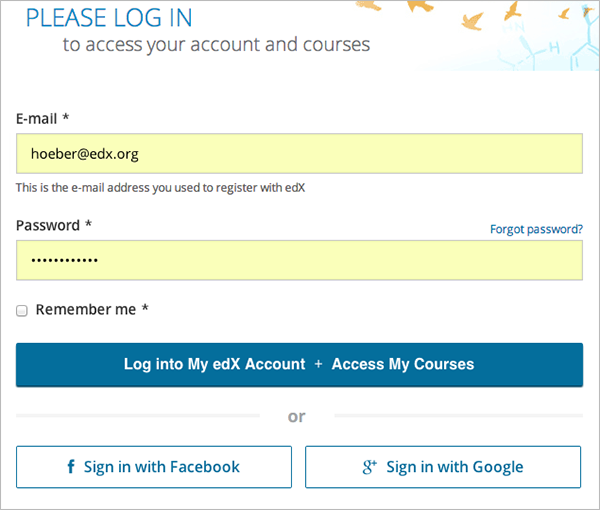 PLEASE LOG IN
to access your account and courses
E-mail *
hoeber@edx.org
This is the e-mail address you used to register with edX
Password *
Forgot password?
••••••••••••
Remember me *
Log into My edX Account + Access My Courses
or
f Sign in with Facebook
g+ Sign in with Google